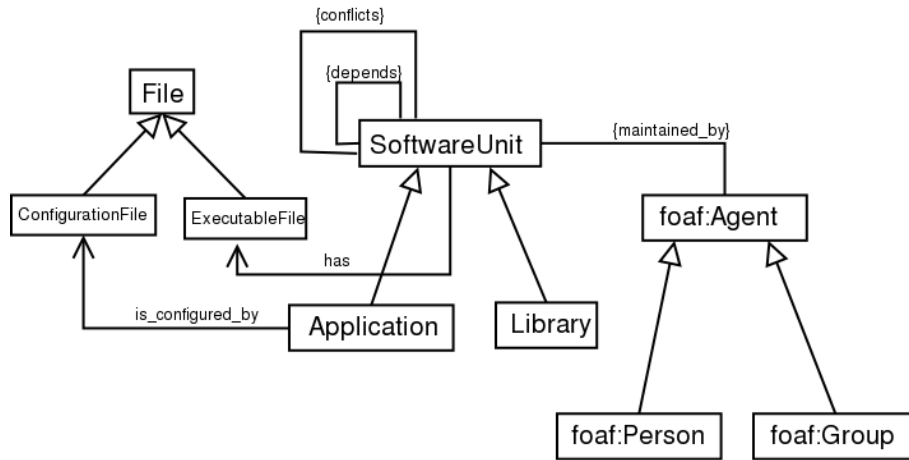 {conflicts}
{depends}
File
SoftwareUnit
{maintained_by}
ConfigurationFile
ExecutableFile
foaf:Agent
has
is_configured_by
Application
Library
foaf:Person
foaf:Group